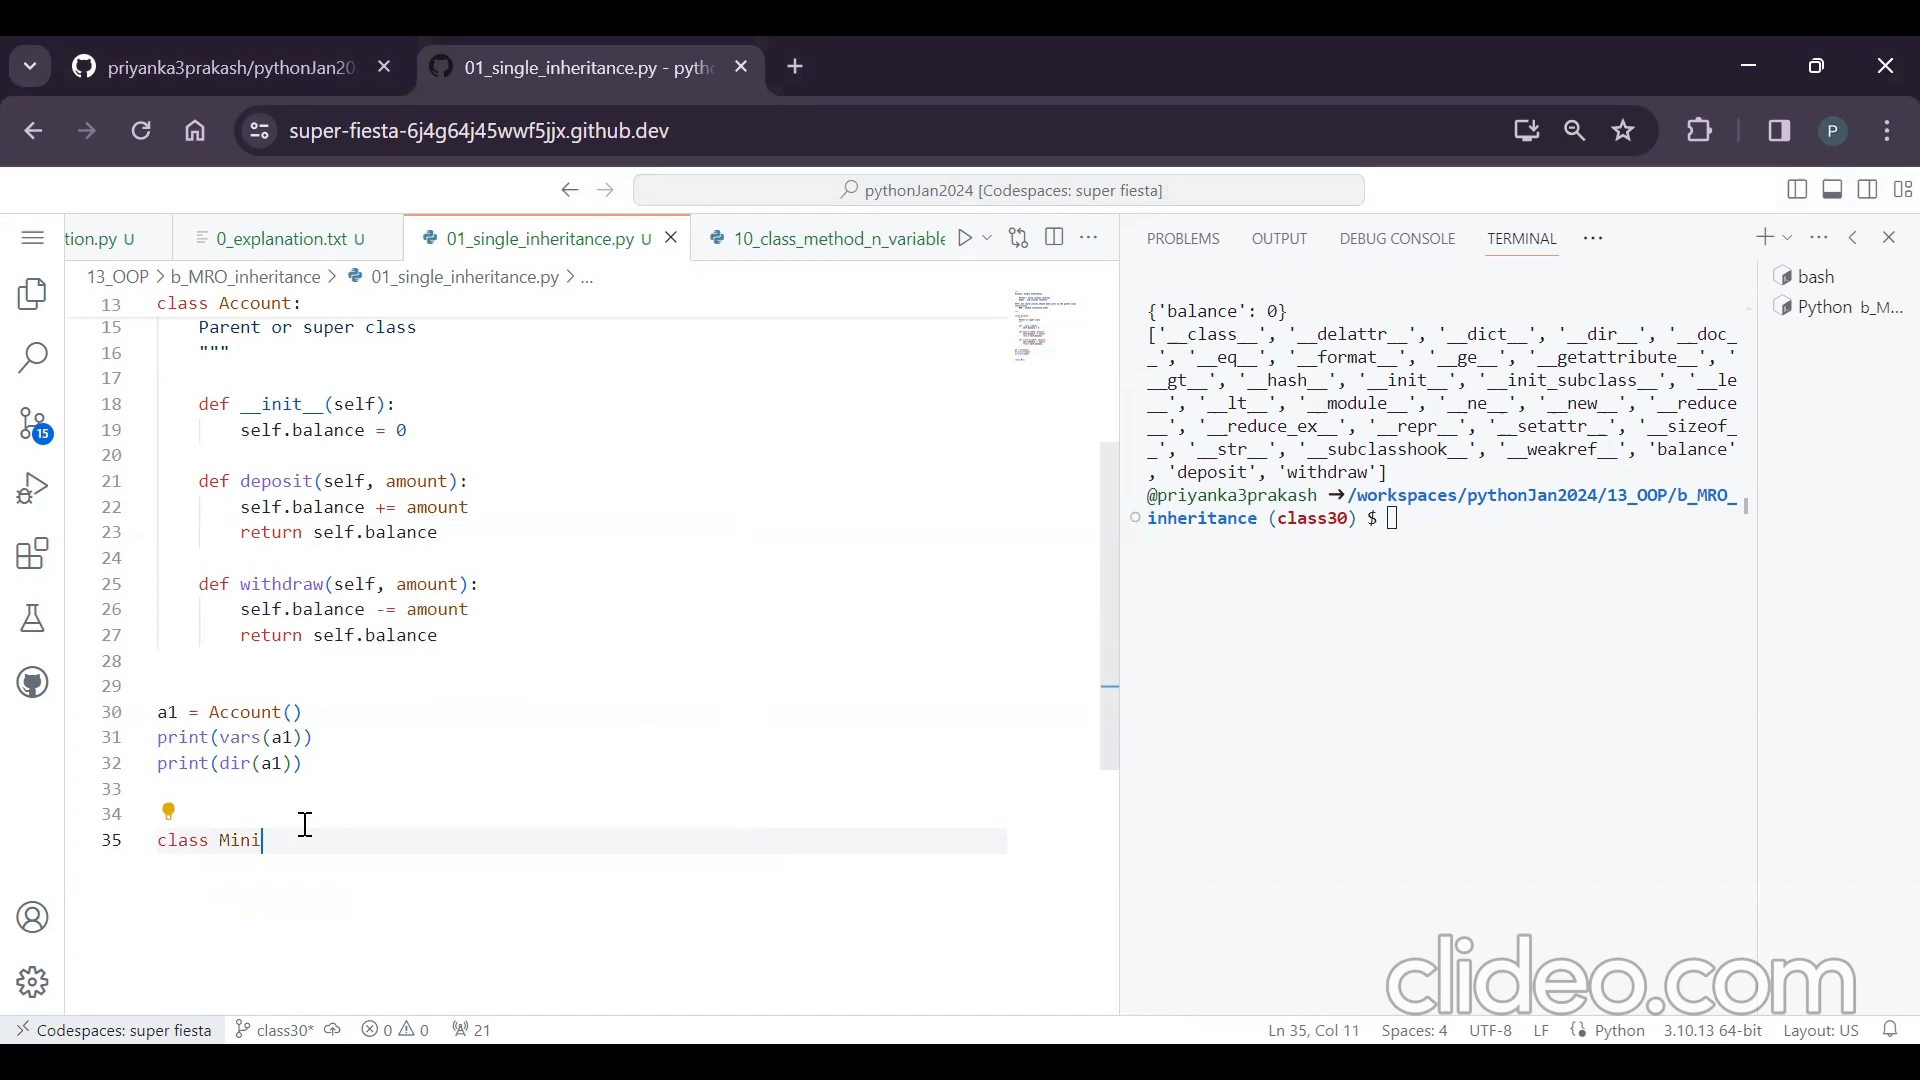 priyanka3prakash/pythonJan20
01_single_inheritance.py - pyth
super-fiesta-6j4g64j45wwf5jjx.github.dev
P
pythonJan2024 [Codespaces: super fiesta]
tion.py U
0_explanation.txt U
01_single_inheritance.py U
10_class_method_n_variable
13_OOP > b_MRO_inheritance > 01_single_inheritance.py > ...
13 class Account:
15 Parent or super class
16 """
17
18 def __init__(self):
19 self.balance = 0
20
21 def deposit(self, amount):
22 self.balance += amount
23 return self.balance
24
25 def withdraw(self, amount):
26 self.balance -= amount
27 return self.balance
28
29
30 a1 = Account()
31 print(vars(a1))
32 print(dir(a1))
33
34
35 class Mini
15
PROBLEMS OUTPUT DEBUG CONSOLE TERMINAL ...
{'balance': 0}
['__class__', '__delattr__', '__dict__', '__dir__', '__doc_
_', '__eq__', '__format__', '__ge__', '__getattribute__', '
__gt__', '__hash__', '__init__', '__init_subclass__', '__le
__', '__lt__', '__module__', '__ne__', '__new__', '__reduce
__', '__reduce_ex__', '__repr__', '__setattr__', '__sizeof_
_', '__str__', '__subclasshook__', '__weakref__', 'balance'
, 'deposit', 'withdraw']
@priyanka3prakash ➜/workspaces/pythonJan2024/13_OOP/b_MRO_
inheritance (class30) $
bash
Python b_M...
clideo.com
Codespaces: super fiesta class30* 0 0 21 Ln 35, Col 11 Spaces: 4 UTF-8 LF Python 3.10.13 64-bit Layout: US